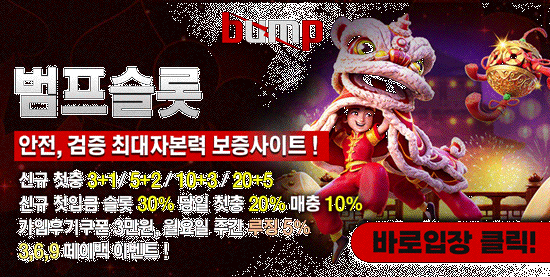 bump
범프슬롯
안전, 검증 최대자본력 보증사이트 !
신규 첫충 3+1 / 5+2 / 10+3 / 20+5
신규 첫입금 슬롯 30% 당일 첫충 20% 매충 10%
가입후기쿠폰 3만원, 월요일 주간 루징 5%
3,6,9 페이백 이벤트 !
바로입장 클릭!